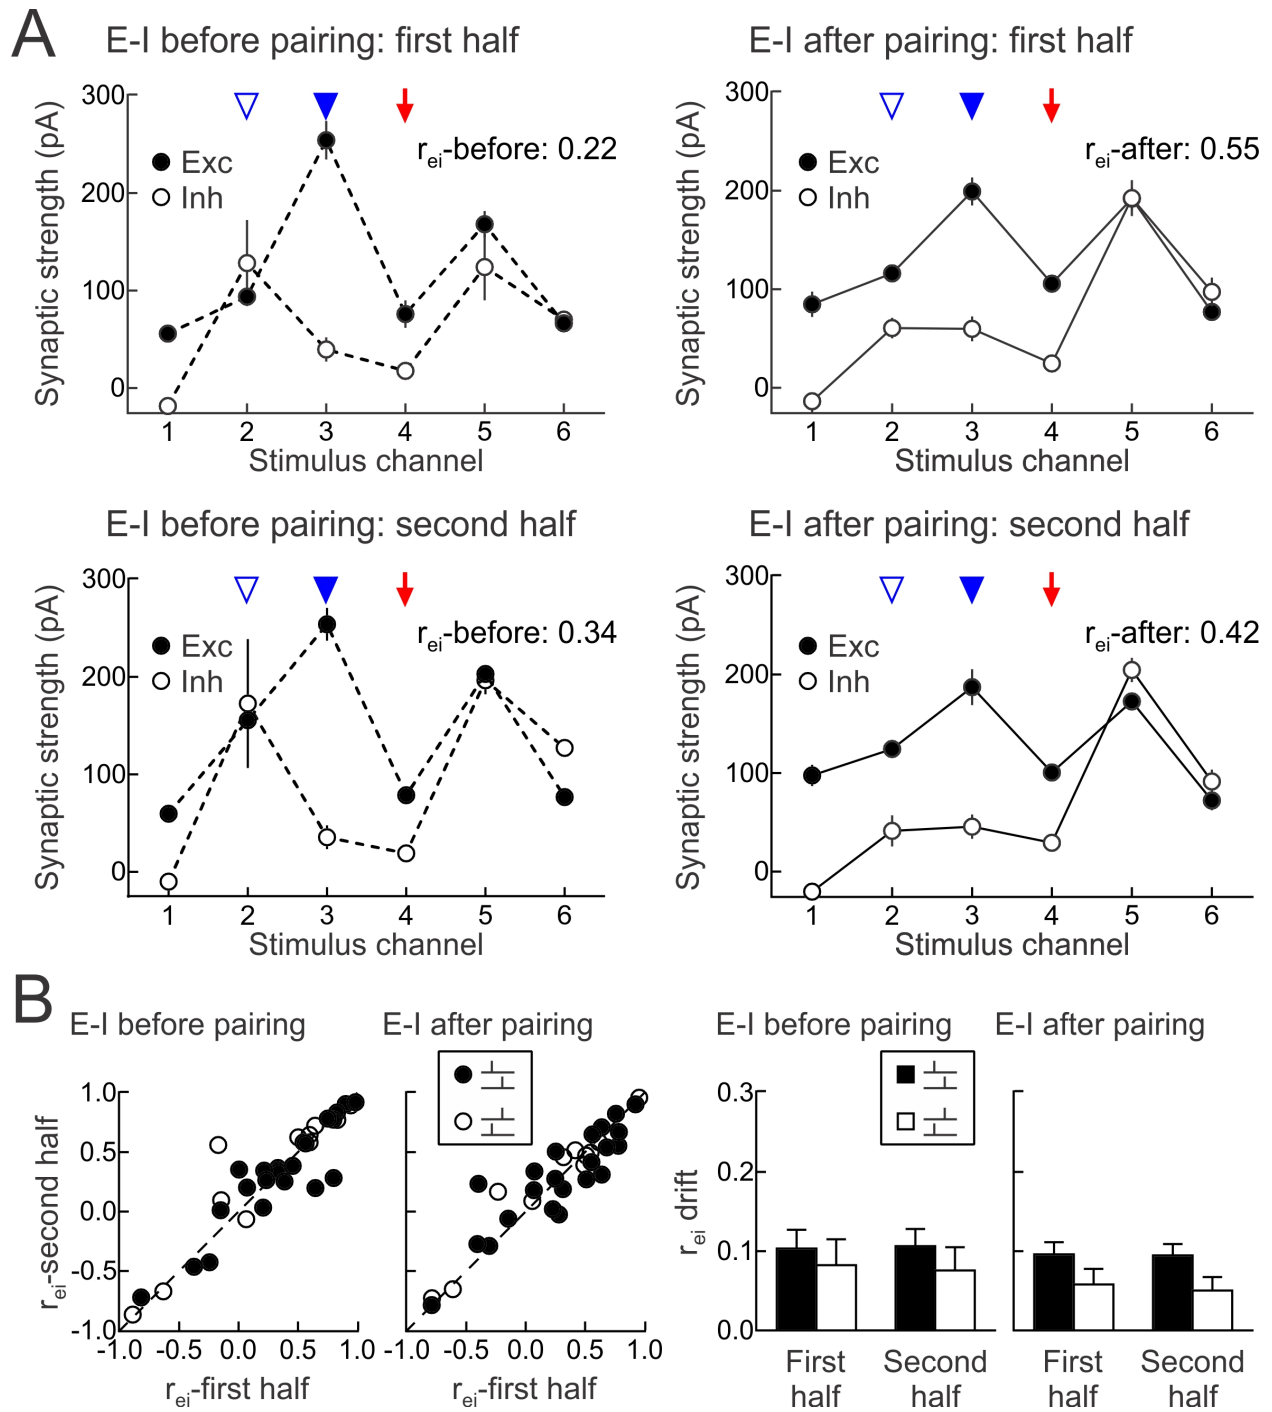 A
E-I before pairing: first half
E-I after pairing: first half
Synaptic strength (pA)
300
200
100
0
Exc
Inh
rei-before: 0.22
1 2 3 4 5 6
Stimulus channel
Synaptic strength (pA)
300
200
100
0
Exc
Inh
rei-after: 0.55
1 2 3 4 5 6
Stimulus channel
E-I before pairing: second half
E-I after pairing: second half
Synaptic strength (pA)
300
200
100
0
Exc
Inh
rei-before: 0.34
1 2 3 4 5 6
Stimulus channel
Synaptic strength (pA)
300
200
100
0
Exc
Inh
rei-after: 0.42
1 2 3 4 5 6
Stimulus channel
B
E-I before pairing
E-I after pairing
E-I before pairing
E-I after pairing
rei-second half
1.0
0.5
0.0
-0.5
-1.0
-1.0 -0.5 0.0 0.5 1.0
rei-first half
-1.0 -0.5 0.0 0.5 1.0
rei-first half
rei drift
0.3
0.2
0.1
0.0
First
half
Second
half
First
half
Second
half